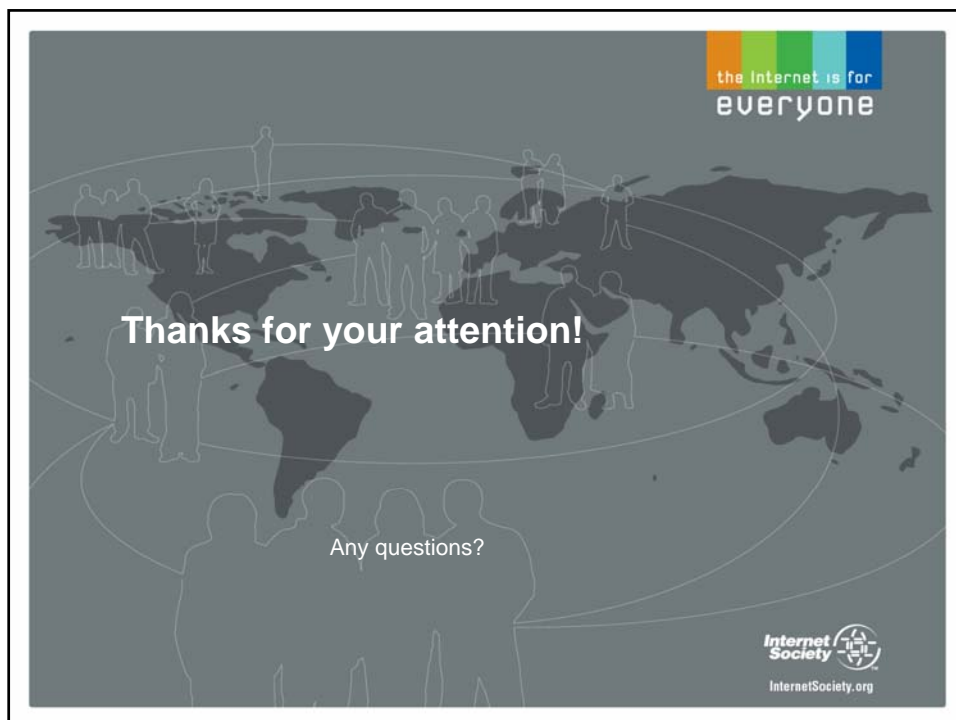 the Internet is for
everyone
Thanks for your attention!
Any questions?
Internet
Society
InternetSociety.org